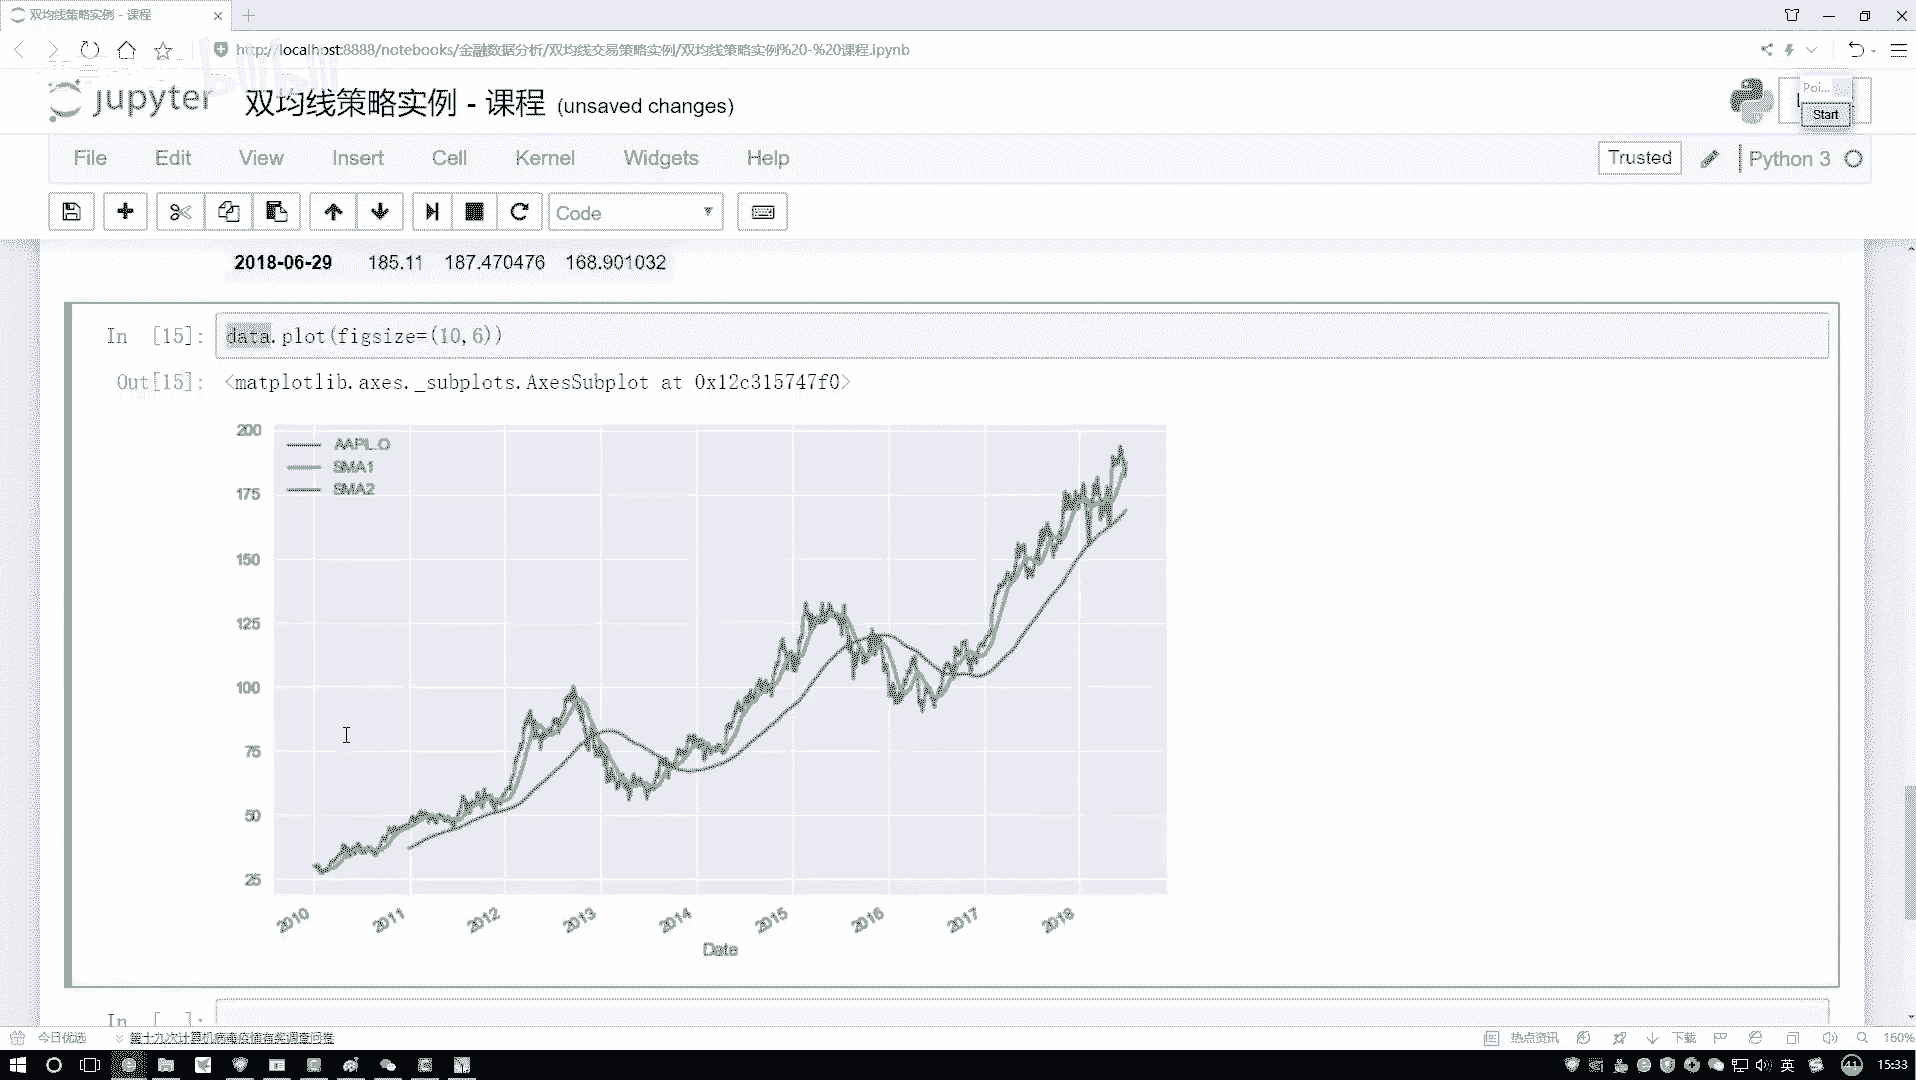 双均线策略实例 - 课程
http://localhost:8888/notebooks/金融数据分析/双均线交易策略实例/双均线策略实例%20-%20课程.ipynb
bilibili
jupyter 双均线策略实例 - 课程 (unsaved changes)
Poi...
Start
File Edit View Insert Cell Kernel Widgets Help
Trusted Python 3
Code
2018-06-29 185.11 187.470476 168.901032
In [15]: data.plot(figsize=(10,6))
Out[15]: <matplotlib.axes._subplots.AxesSubplot at 0x12c315747f0>
200
AAPL.O
SMA1
SMA2
175
150
125
100
75
50
25
2010 2011 2012 2013 2014 2015 2016 2017 2018
Date
In [ ]:
今日优选 第十九次计算机病毒疫情有奖调查问卷 热点资讯 下载 160%
英 41 15:33